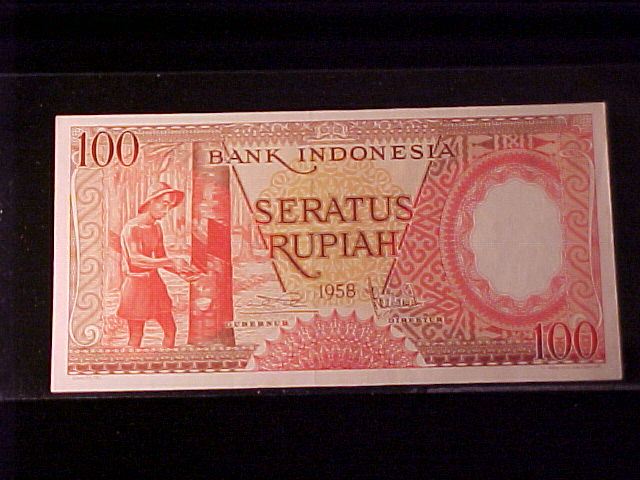 100
BANK INDONESIA
SERATUS
RUPIAH
1958
GUBERNUR
DIREKTUR
100